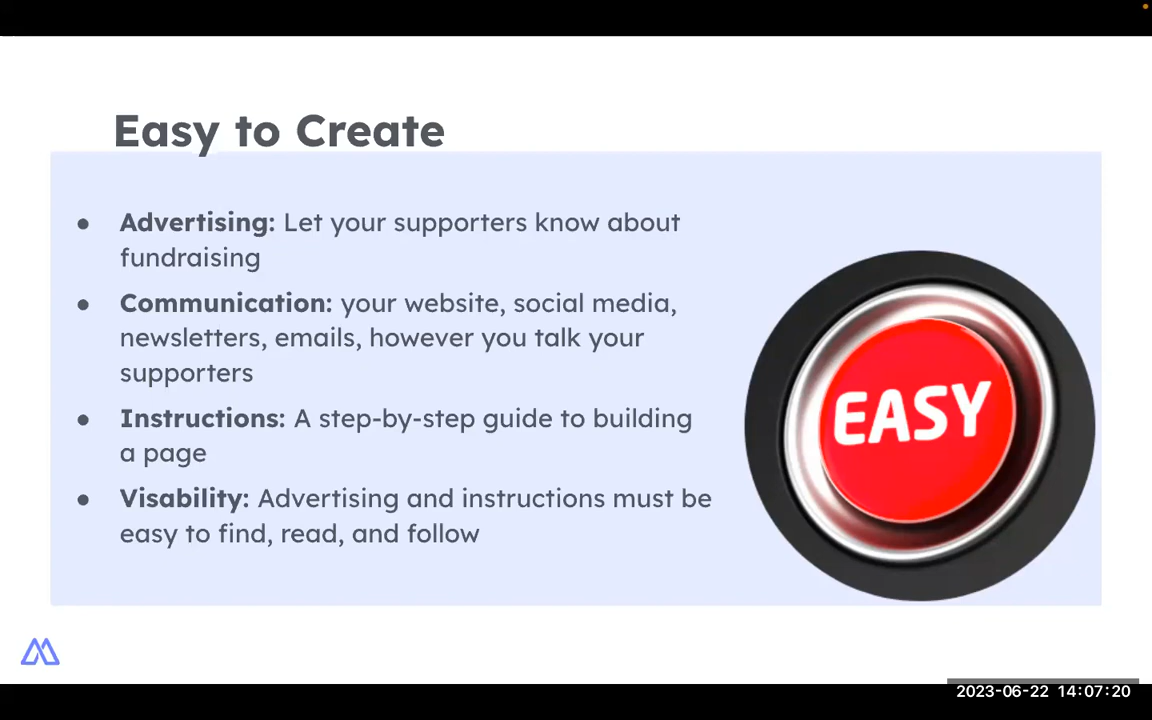 Easy to Create
● Advertising: Let your supporters know about
fundraising
● Communication: your website, social media,
newsletters, emails, however you talk your
supporters
● Instructions: A step-by-step guide to building
a page
● Visability: Advertising and instructions must be
easy to find, read, and follow
EASY
2023-06-22 14:07:20